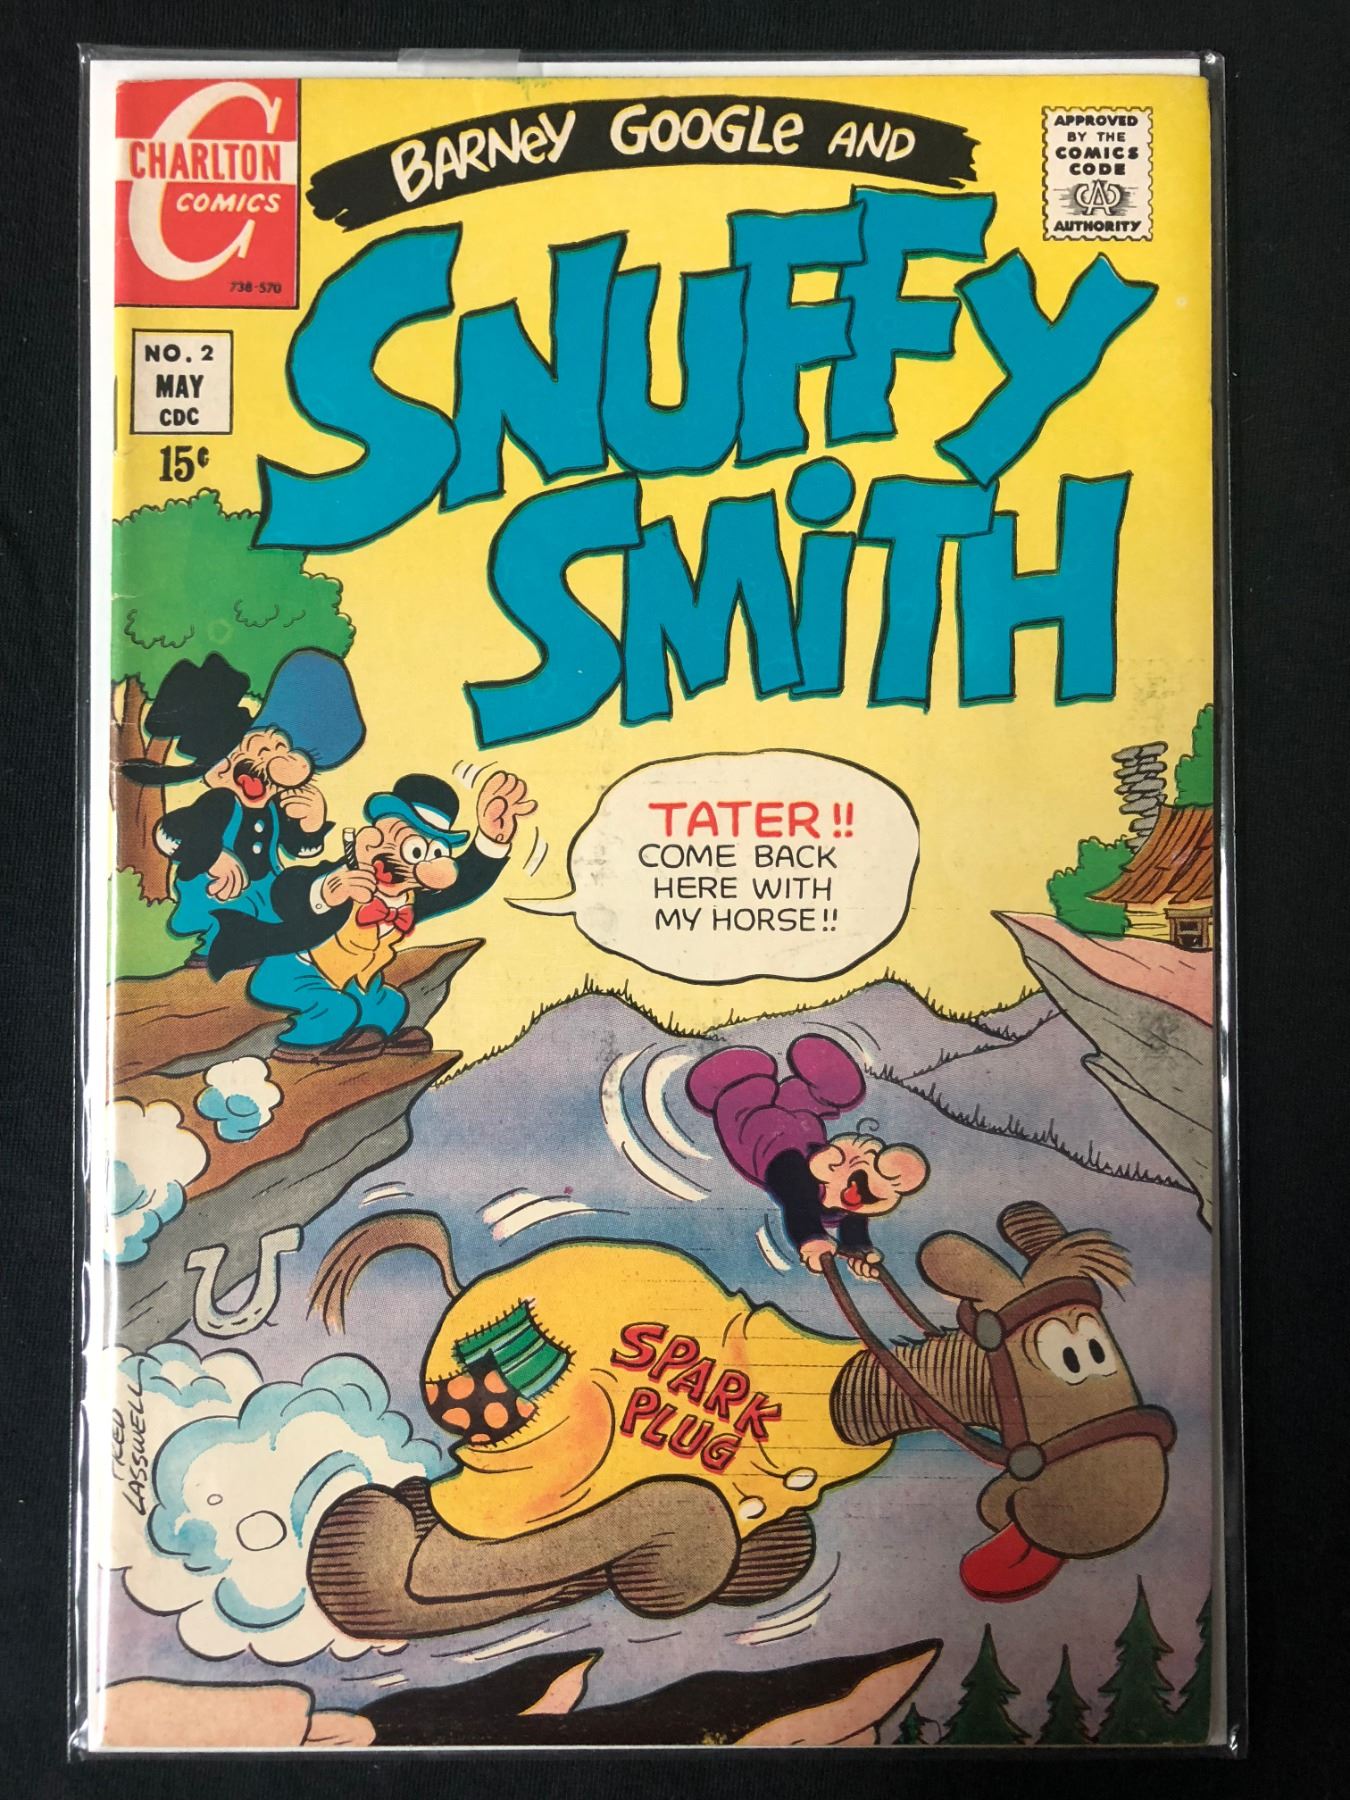 BARNEY GOOGLE AND
SNUFFY
SMITH
CHARLTON
COMICS
738-570
APPROVED
BY THE
COMICS
CODE
CA
AUTHORITY
NO. 2
MAY
CDC
15¢
TATER!!
COME BACK
HERE WITH
MY HORSE!!
SPARK
PLUG
FRED
LASSWELL